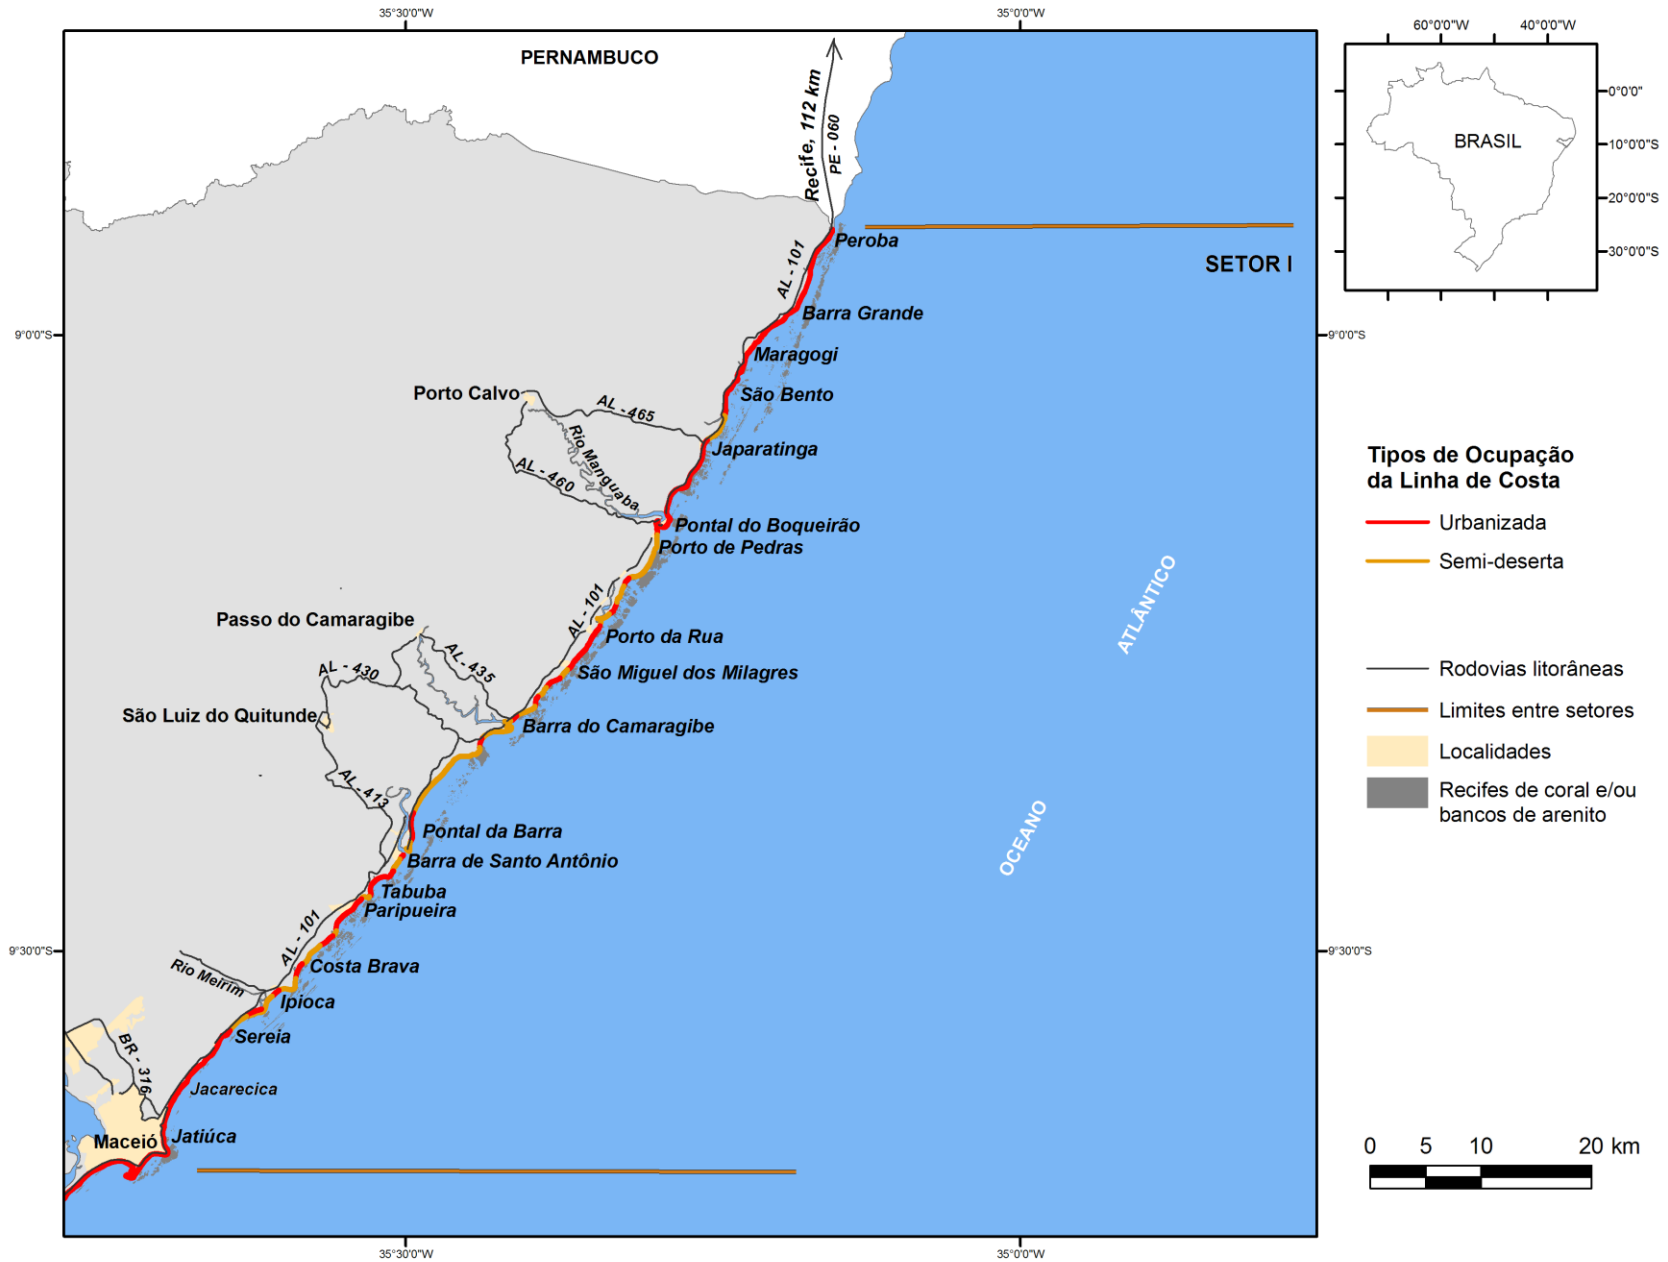 35°30'0"W
35°0'0"W
60°0'0"W
40°0'0"W
PERNAMBUCO
Recife, 112 km
PE - 060
BRASIL
0°0'0"
10°0'0"S
20°0'0"S
30°0'0"S
Peroba
SETOR I
AL - 101
Barra Grande
9°0'0"S
9°0'0"S
Maragogi
São Bento
Porto Calvo
AL - 465
Rio Manguaba
Japaratinga
AL - 460
Pontal do Boqueirão
Porto de Pedras
Tipos de Ocupação
da Linha de Costa
Urbanizada
Semi-deserta
ATLÂNTICO
AL - 101
Passo do Camaragibe
Porto da Rua
AL - 435
AL - 430
São Miguel dos Milagres
Rodovias litorâneas
São Luiz do Quitunde
Barra do Camaragibe
Limites entre setores
Localidades
AL - 413
Recifes de coral e/ou
bancos de arenito
OCEANO
Pontal da Barra
Barra de Santo Antônio
Tabuba
Paripueira
AL - 101
9°30'0"S
9°30'0"S
Costa Brava
Rio Meirim
Ipioca
Sereia
BR - 316
Jacarecica
Maceió
Jatiúca
0 5 10 20 km
35°30'0"W
35°0'0"W